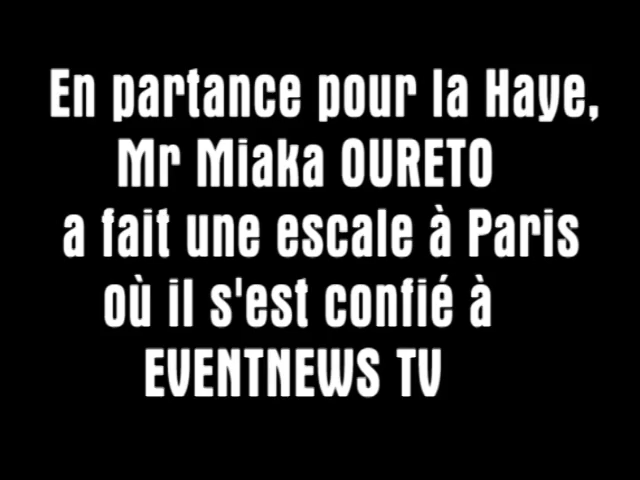 En partance pour la Haye,
Mr Miaka OURETO
a fait une escale à Paris
où il s'est confié à
EVENTNEWS TV